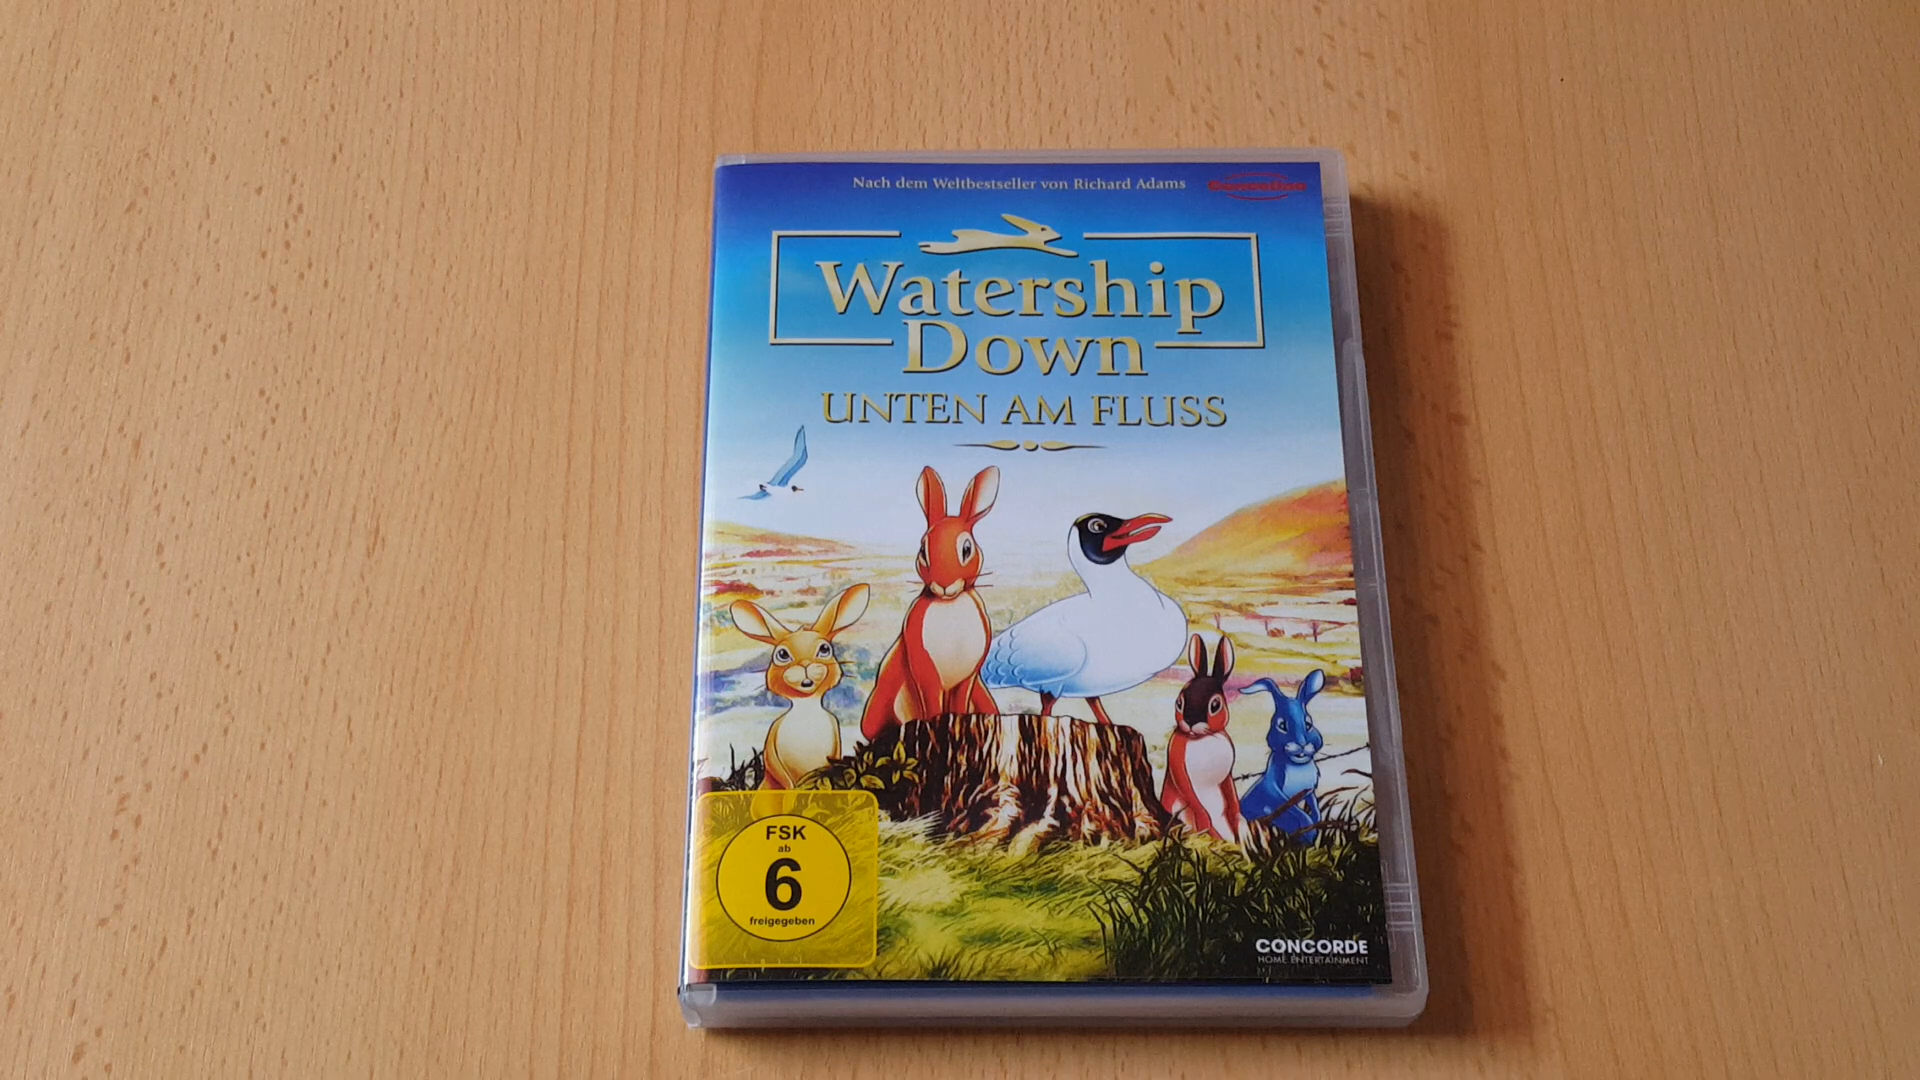 Nach dem Weltbestseller von Richard Adams
Watership
Down
UNTEN AM FLUSS
FSK
ab
6
freigegeben
CONCORDE
HOME ENTERTAINMENT